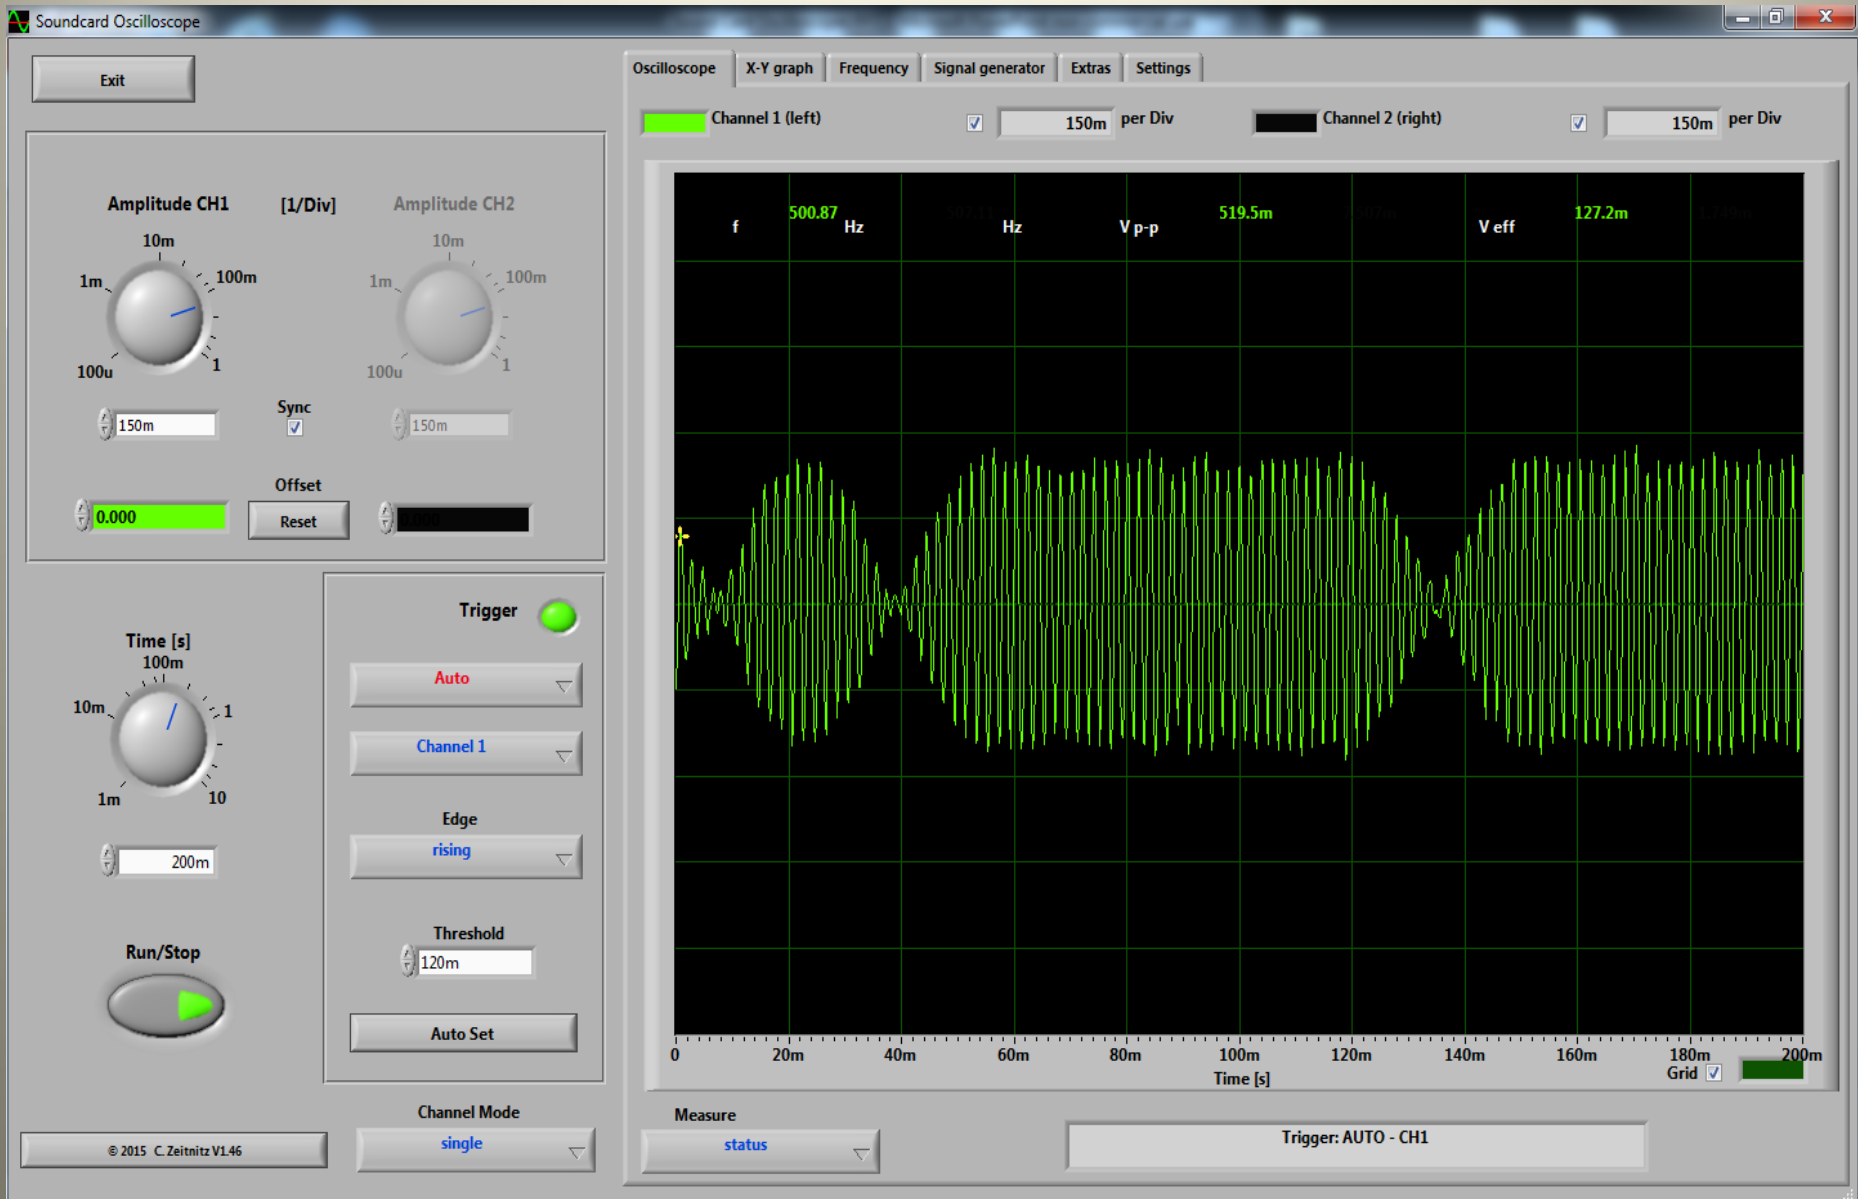 Soundcard Oscilloscope
Exit
Amplitude CH1 [1/Div] Amplitude CH2
10m
1m
100m
100u
1
10m
1m
100m
100u
1
150m
Sync
150m
Offset
0.000
Reset
0.000
Time [s]
100m
10m
1
1m
10
200m
Run/Stop
Trigger
Auto
Channel 1
Edge
rising
Threshold
120m
Auto Set
Channel Mode
single
© 2015 C. Zeitnitz V1.46
Oscilloscope X-Y graph Frequency Signal generator Extras Settings
Channel 1 (left) 150m per Div Channel 2 (right) 150m per Div
f 500.87 Hz Hz V p-p 519.5m V eff 127.2m
0 20m 40m 60m 80m 100m 120m 140m 160m 180m 200m
Time [s]
Grid
Measure
status
Trigger: AUTO - CH1